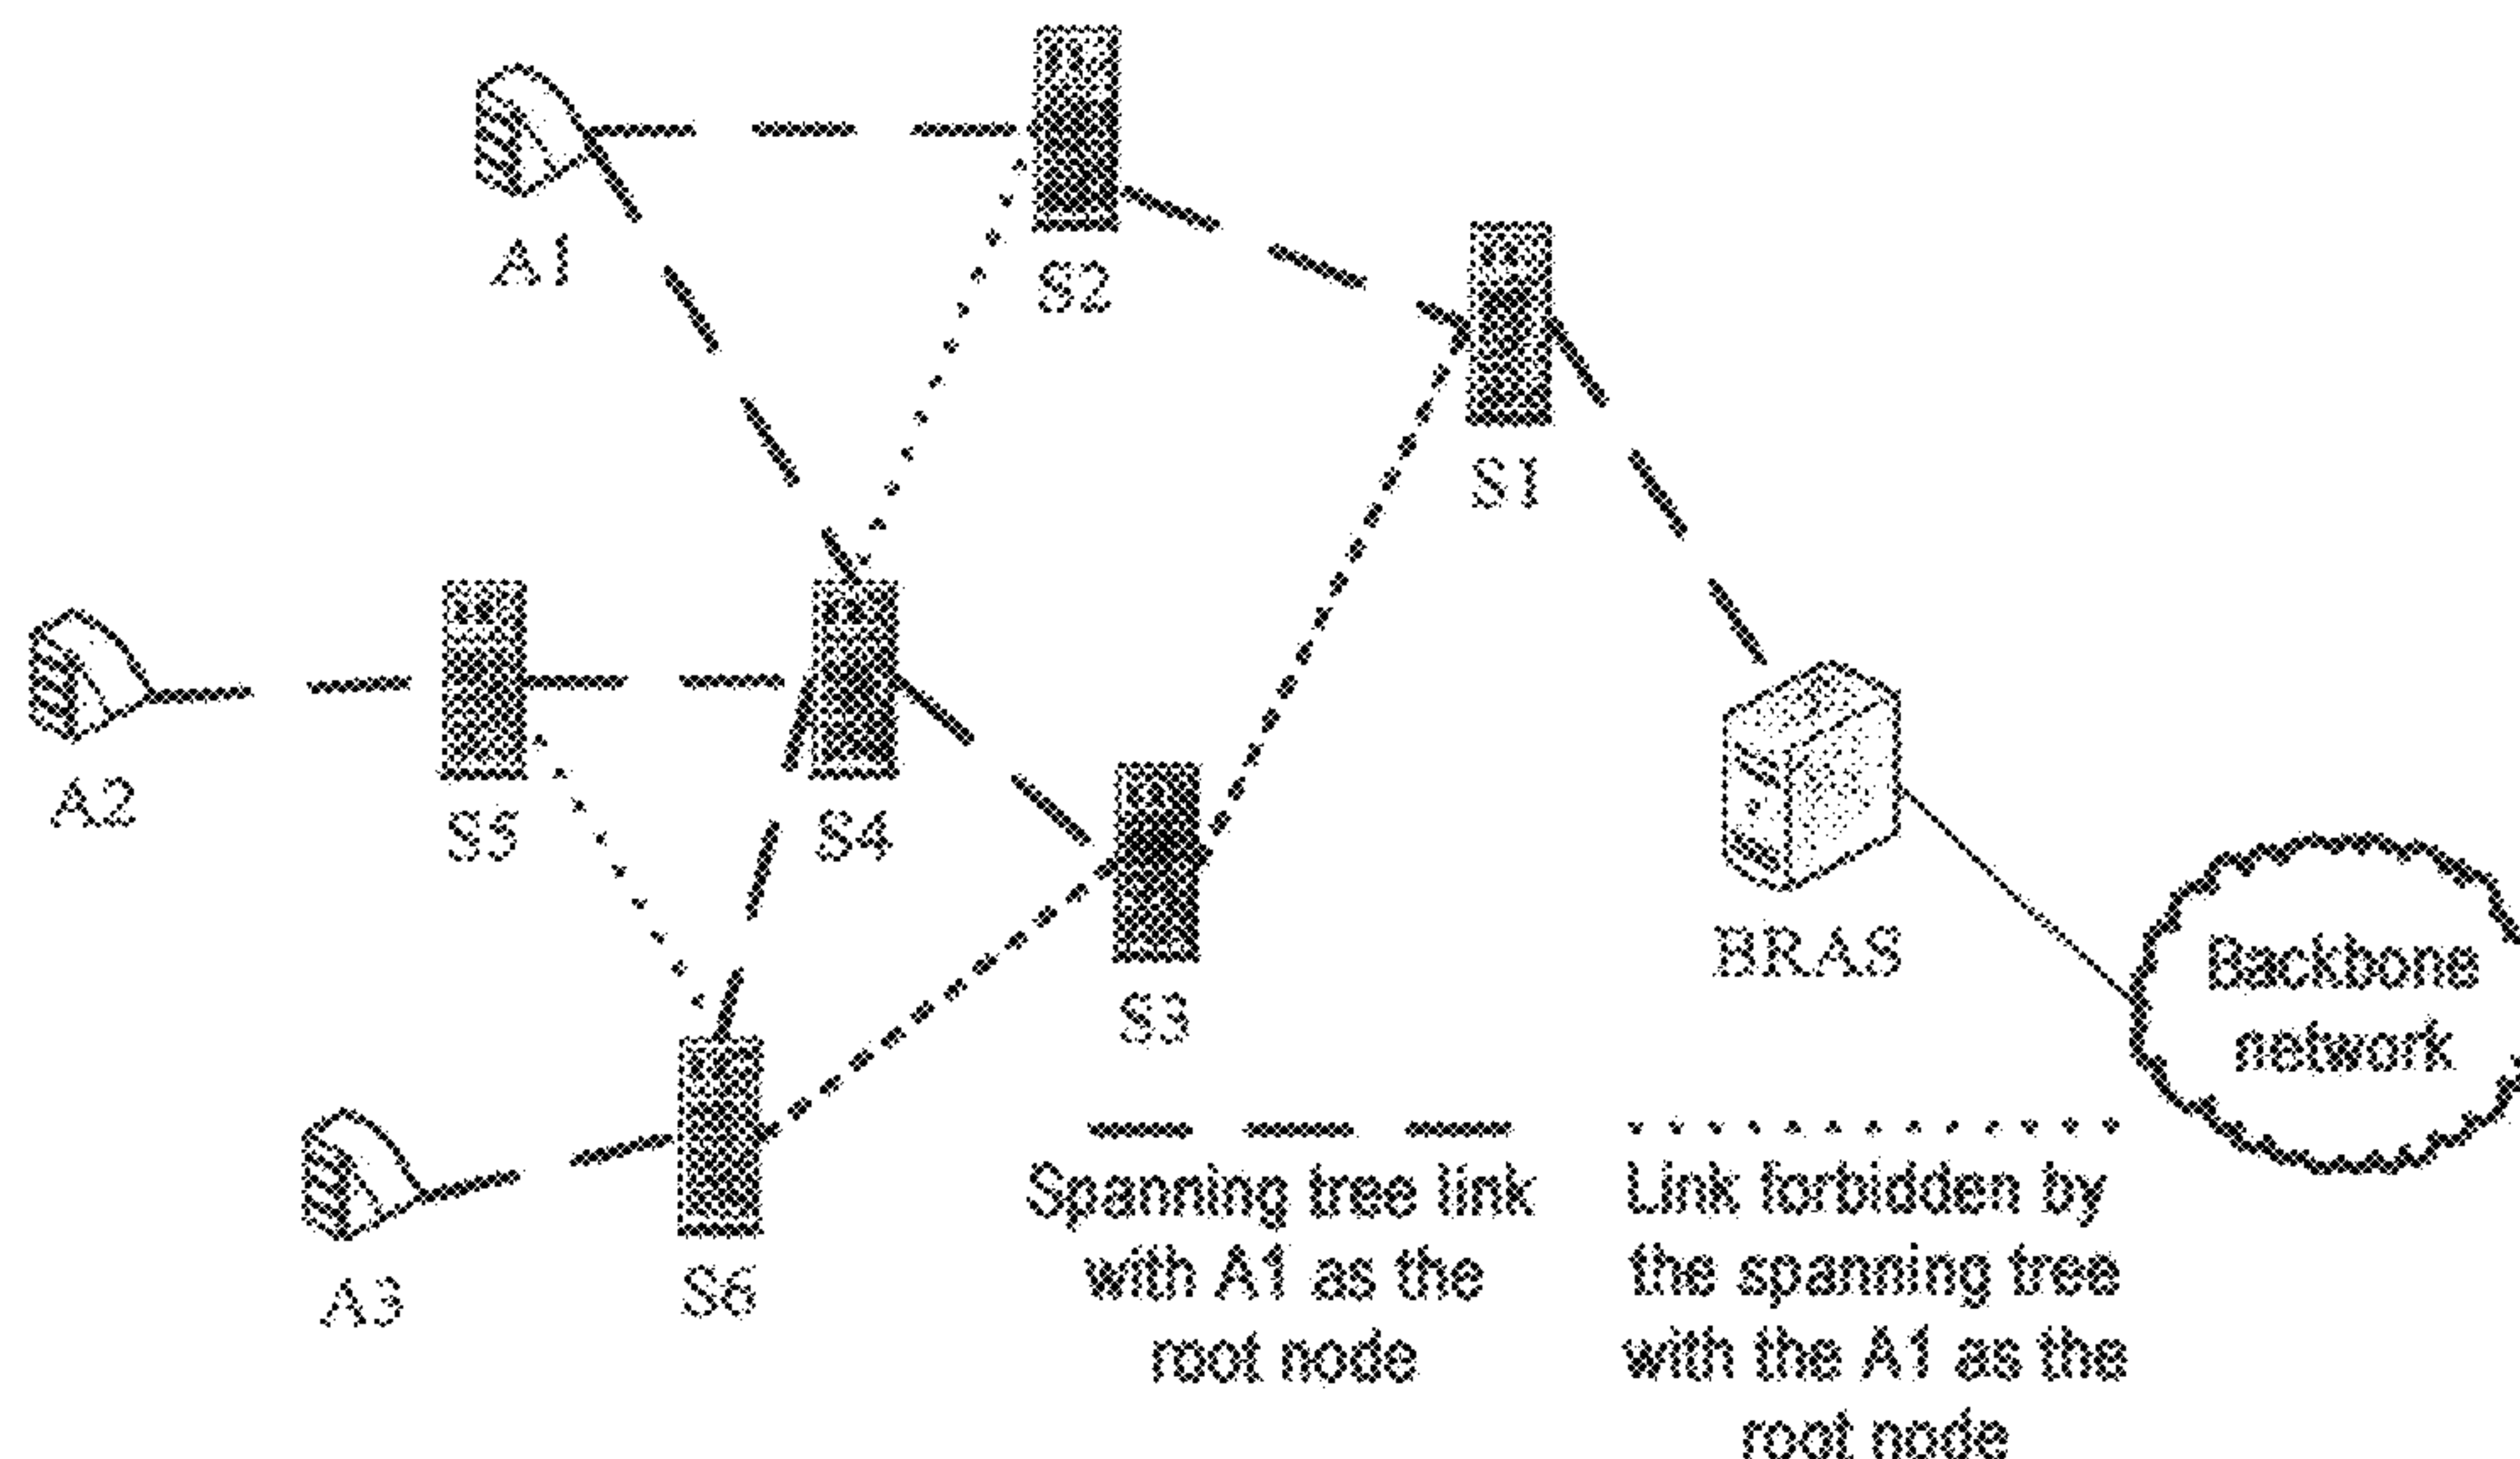 A1
S2
S1
A2
S5
S4
S3
BRAS
Backbone
network
A3
S6
Spanning tree link
with A1 as the
root node
Link forbidden by
the spanning tree
with the A1 as the
root node